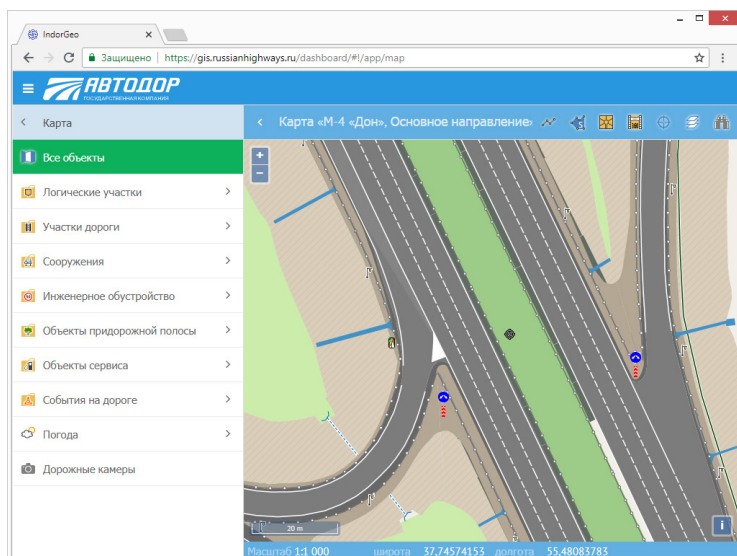 IndorGeo
Защищено | https://gis.russianhighways.ru/dashboard/#!/app/map
АВТОДОР
ГОСУДАРСТВЕННАЯ КОМПАНИЯ
Карта
Карта «М-4 «Дон», Основное направление»
Все объекты
Логические участки
Участки дороги
Сооружения
Инженерное обустройство
Объекты придорожной полосы
Объекты сервиса
События на дороге
Погода
Дорожные камеры
+
−
20 m
i
Масштаб 1:1 000 широта 37,74574153 долгота 55,48083783